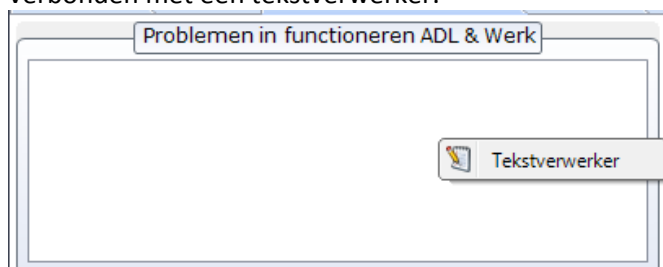 verbonden met een tekstverwerker.
Problemen in functioneren ADL & Werk
Tekstverwerker